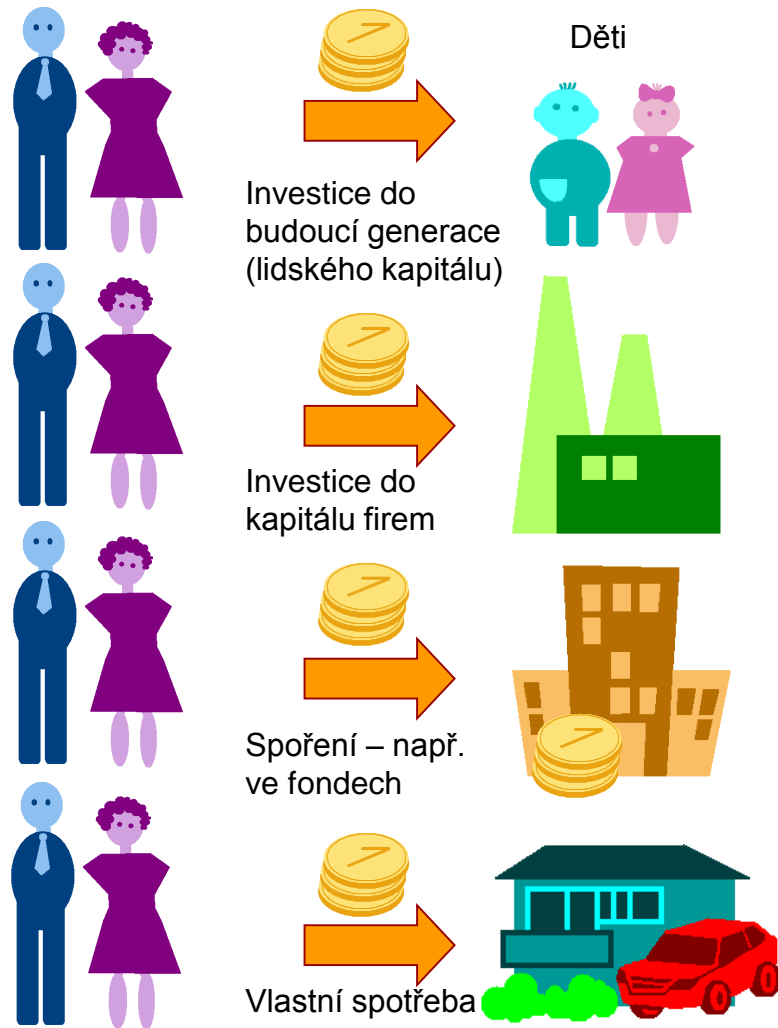 Děti
Investice do
budoucí generace
(lidského kapitálu)
Investice do
kapitálu firem
Spoření – např.
ve fondech
Vlastní spotřeba